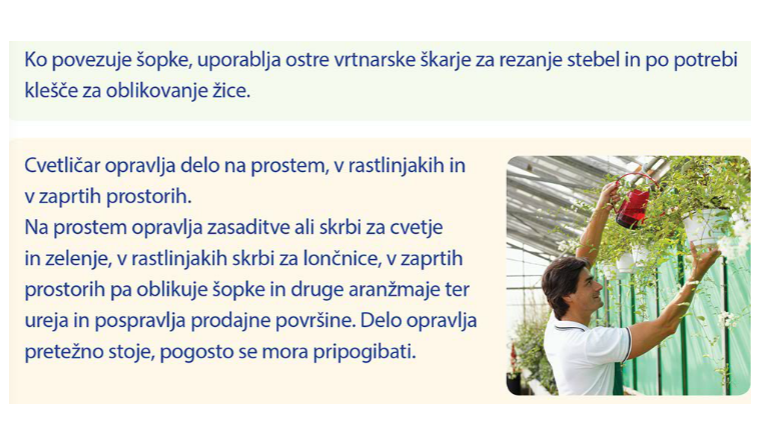 Ko povezuje šopke, uporablja ostre vrtnarske škarje za rezanje stebel in po potrebi
klešče za oblikovanje žice.
Cvetličar opravlja delo na prostem, v rastlinjakih in
v zaprtih prostorih.
Na prostem opravlja zasaditve ali skrbi za cvetje
in zelenje, v rastlinjakih skrbi za lončnice, v zaprtih
prostorih pa oblikuje šopke in druge aranžmaje ter
ureja in pospravlja prodajne površine. Delo opravlja
pretežno stoje, pogosto se mora pripogibati.